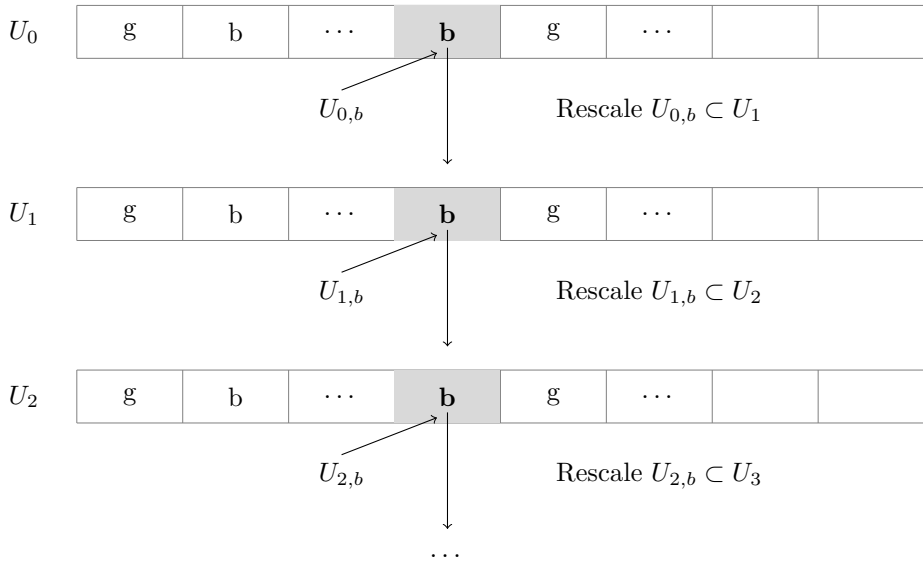 U_0 g b ⋯ b g ⋯
U_{0,b} Rescale U_{0,b} ⊂ U_1
U_1 g b ⋯ b g ⋯
U_{1,b} Rescale U_{1,b} ⊂ U_2
U_2 g b ⋯ b g ⋯
U_{2,b} Rescale U_{2,b} ⊂ U_3
⋯